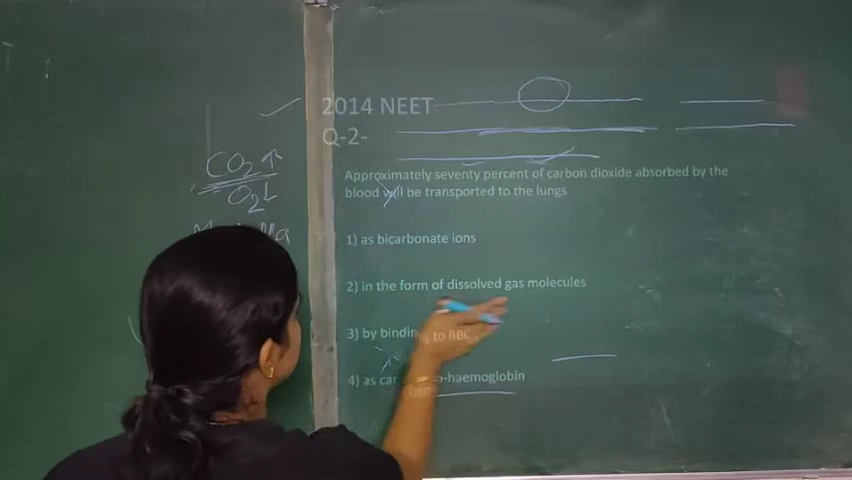 2014 NEET
Q-2-
CO2↑
O2↓
Approximately seventy percent of carbon dioxide absorbed by the
blood will be transported to the lungs
1) as bicarbonate ions
2) in the form of dissolved gas molecules
3) by binding to RBC
4) as car o-haemoglobin